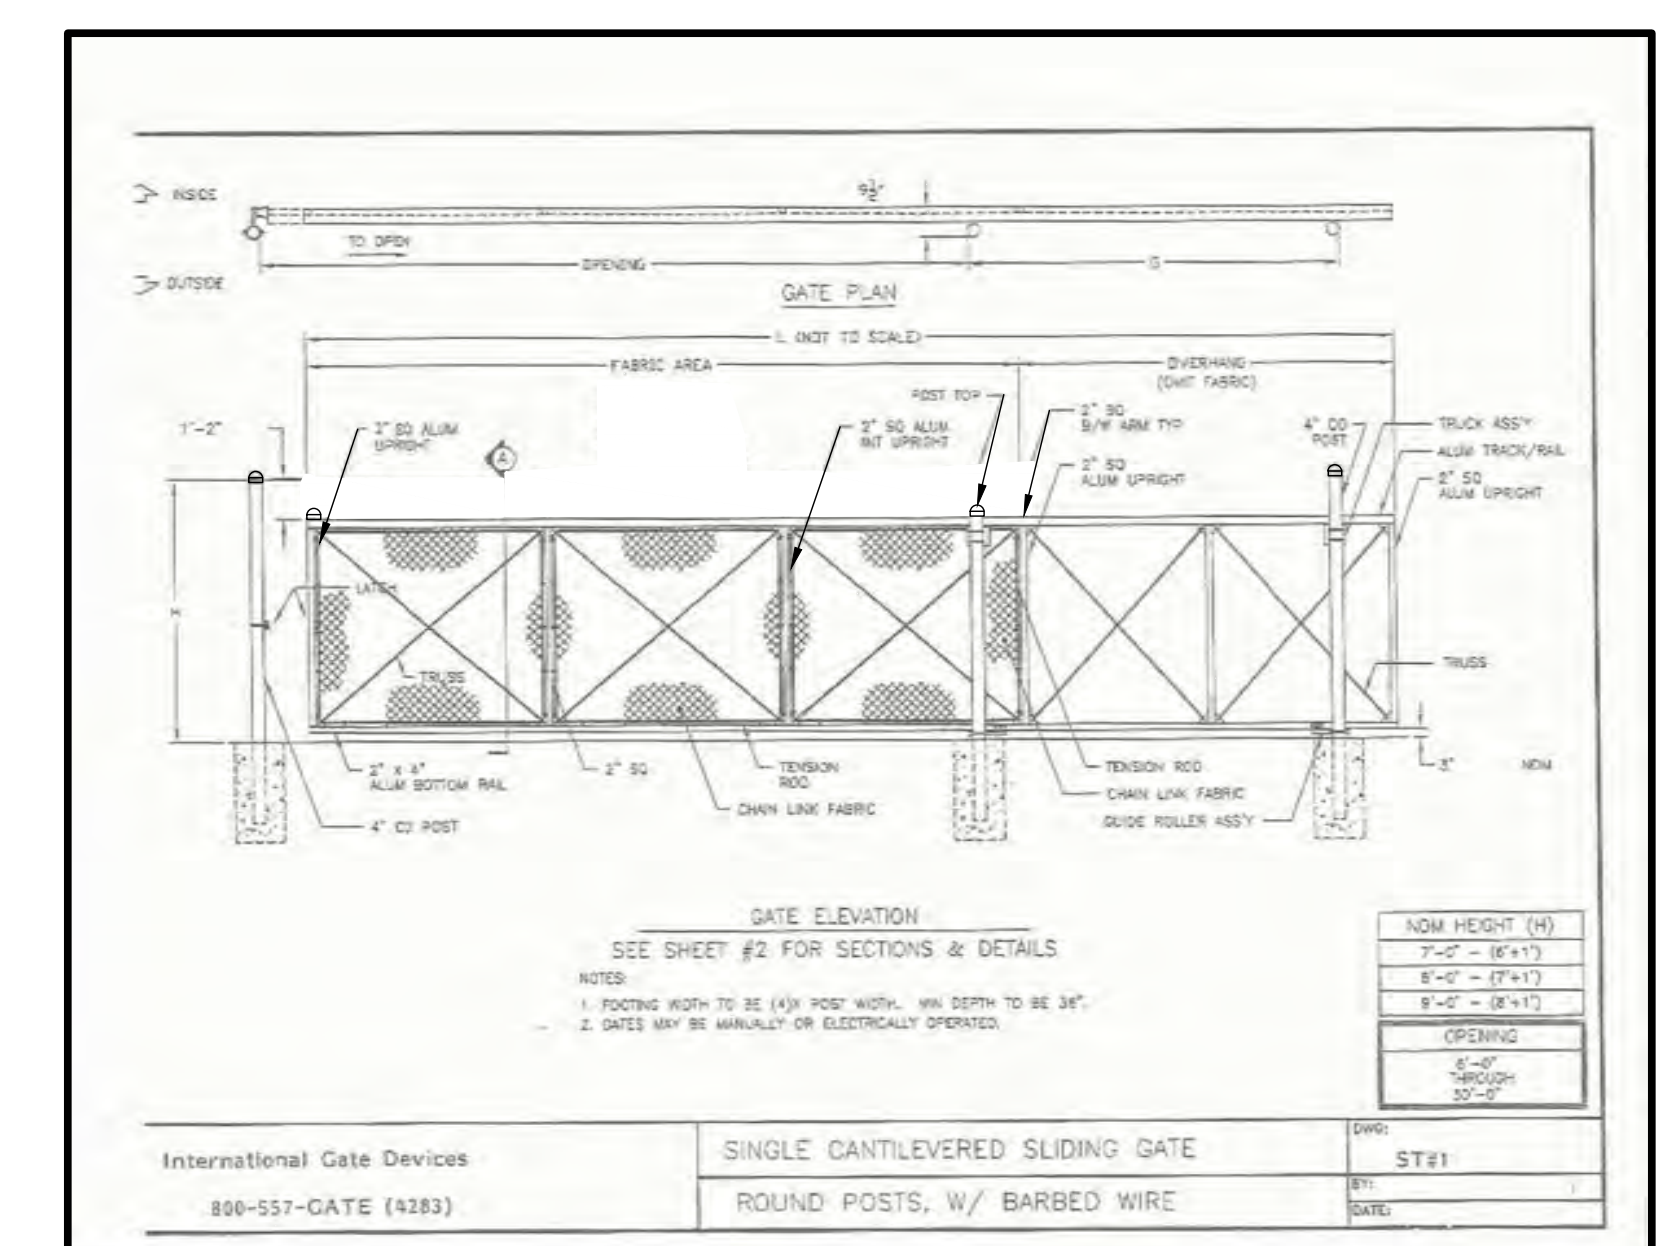 INSIDE
9½"
TO OPEN
OPENING
G
OUTSIDE
GATE PLAN
L (NOT TO SCALE)
FABRIC AREA
OVERHANG
(OMIT FABRIC)
POST TOP
1'-2"
2" SQ ALUM
UPRIGHT
A
2" SQ ALUM
INT UPRIGHT
2" SQ
B/W ARM TYP
4" OD
POST
TRUCK ASS'Y
ALUM TRACK/RAIL
2" SQ
ALUM UPRIGHT
2" SQ
ALUM UPRIGHT
LATCH
H
TRUSS
TRUSS
2" x 4"
ALUM BOTTOM RAIL
2" SQ
TENSION
ROD
CHAIN LINK FABRIC
TENSION ROD
CHAIN LINK FABRIC
GUIDE ROLLER ASS'Y
3" NOM
4" OD POST
GATE ELEVATION
SEE SHEET #2 FOR SECTIONS & DETAILS
NOTES:
1. FOOTING WIDTH TO BE (4)X POST WIDTH. MIN DEPTH TO BE 36".
2. GATES MAY BE MANUALLY OR ELECTRICALLY OPERATED.
NOM HEIGHT (H)
7'-0" - (6'+1')
8'-0" - (7'+1')
9'-0" - (8'+1')
OPENING
6'-0"
THROUGH
30'-0"
International Gate Devices
800-557-GATE (4283)
SINGLE CANTILEVERED SLIDING GATE
ROUND POSTS, W/ BARBED WIRE
DWG:
ST#1
BY:
DATE: